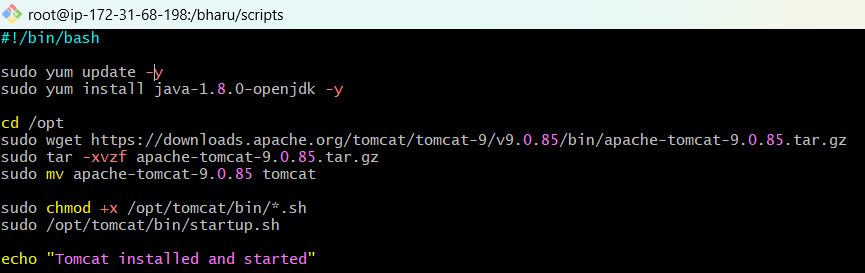 root@ip-172-31-68-198:/bharu/scripts
#!/bin/bash
sudo yum update -y
sudo yum install java-1.8.0-openjdk -y
cd /opt
sudo wget https://downloads.apache.org/tomcat/tomcat-9/v9.0.85/bin/apache-tomcat-9.0.85.tar.gz
sudo tar -xvzf apache-tomcat-9.0.85.tar.gz
sudo mv apache-tomcat-9.0.85 tomcat
sudo chmod +x /opt/tomcat/bin/*.sh
sudo /opt/tomcat/bin/startup.sh
echo "Tomcat installed and started"